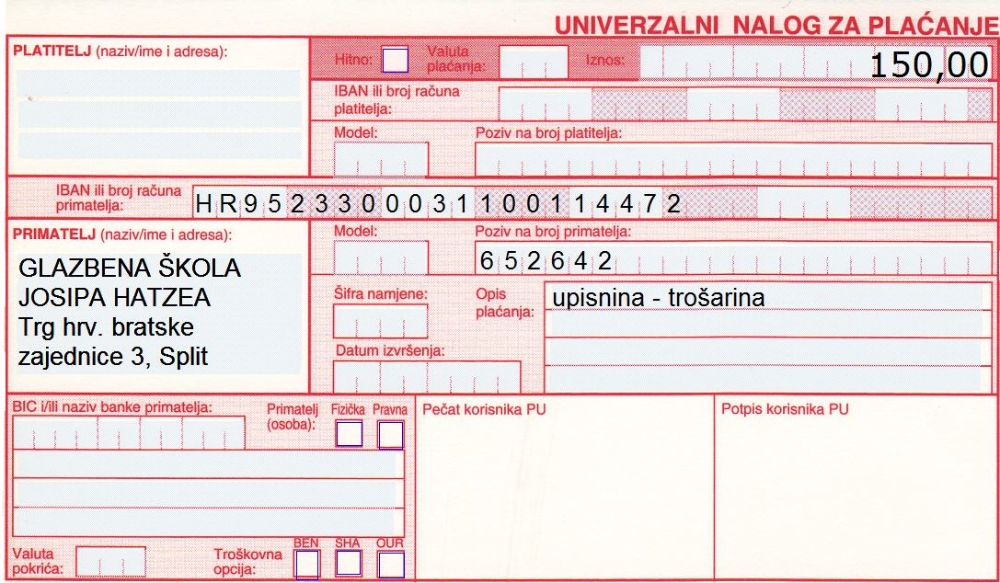 UNIVERZALNI NALOG ZA PLAĆANJE
PLATITELJ (naziv/ime i adresa):
Hitno:
Valuta
plaćanja:
Iznos:
150,00
IBAN ili broj računa
platitelja:
Model:
Poziv na broj platitelja:
IBAN ili broj računa
primatelja:
HR9523300031100114472
PRIMATELJ (naziv/ime i adresa):
GLAZBENA ŠKOLA
JOSIPA HATZEA
Trg hrv. bratske
zajednice 3, Split
Model:
Poziv na broj primatelja:
652642
Šifra namjene:
Opis
plaćanja:
upisnina - trošarina
Datum izvršenja:
BIC i/ili naziv banke primatelja:
Primatelj
(osoba):
Fizička
Pravna
Valuta
pokrića:
Troškovna
opcija:
BEN
SHA
OUR
Pečat korisnika PU
Potpis korisnika PU